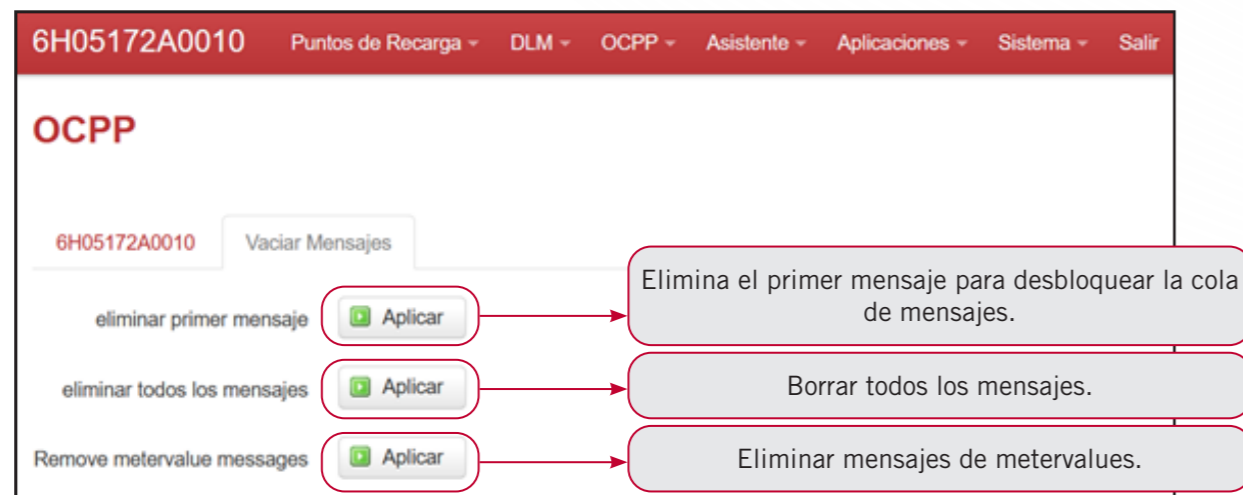 6H05172A0010 Puntos de Recarga DLM OCPP Asistente Aplicaciones Sistema Salir
OCPP
6H05172A0010 Vaciar Mensajes
eliminar primer mensaje Aplicar
Elimina el primer mensaje para desbloquear la cola
de mensajes.
eliminar todos los mensajes Aplicar
Borrar todos los mensajes.
Remove metervalue messages Aplicar
Eliminar mensajes de metervalues.